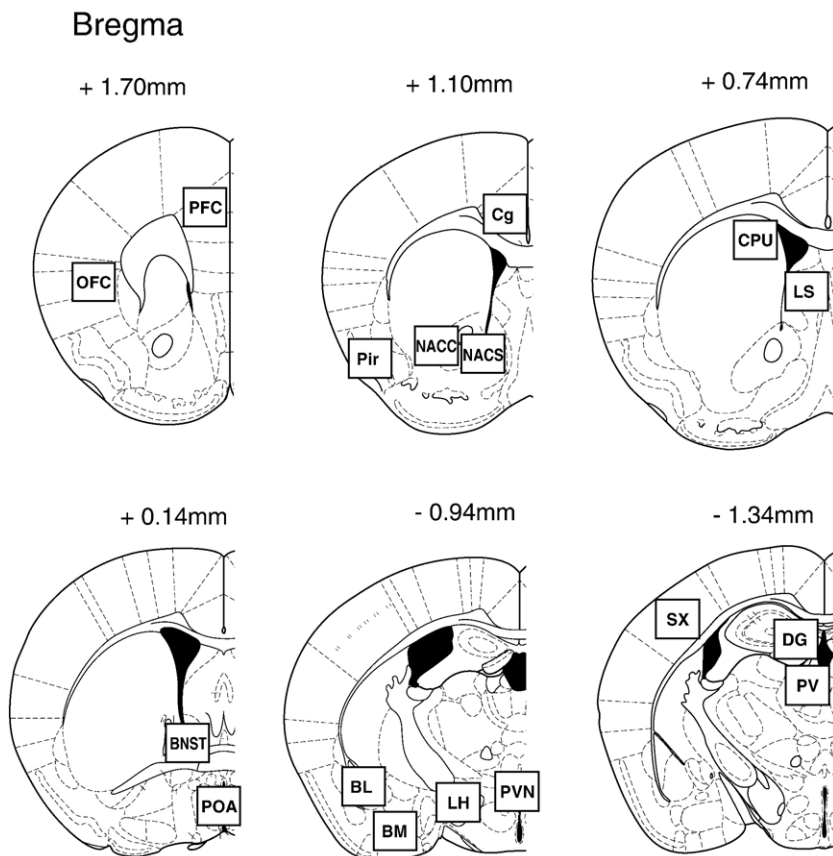 Bregma
+ 1.70mm
+ 1.10mm
+ 0.74mm
PFC
OFC
Cg
NACC
NACS
Pir
CPU
LS
+ 0.14mm
- 0.94mm
- 1.34mm
BNST
POA
BL
BM
LH
PVN
SX
DG
PV